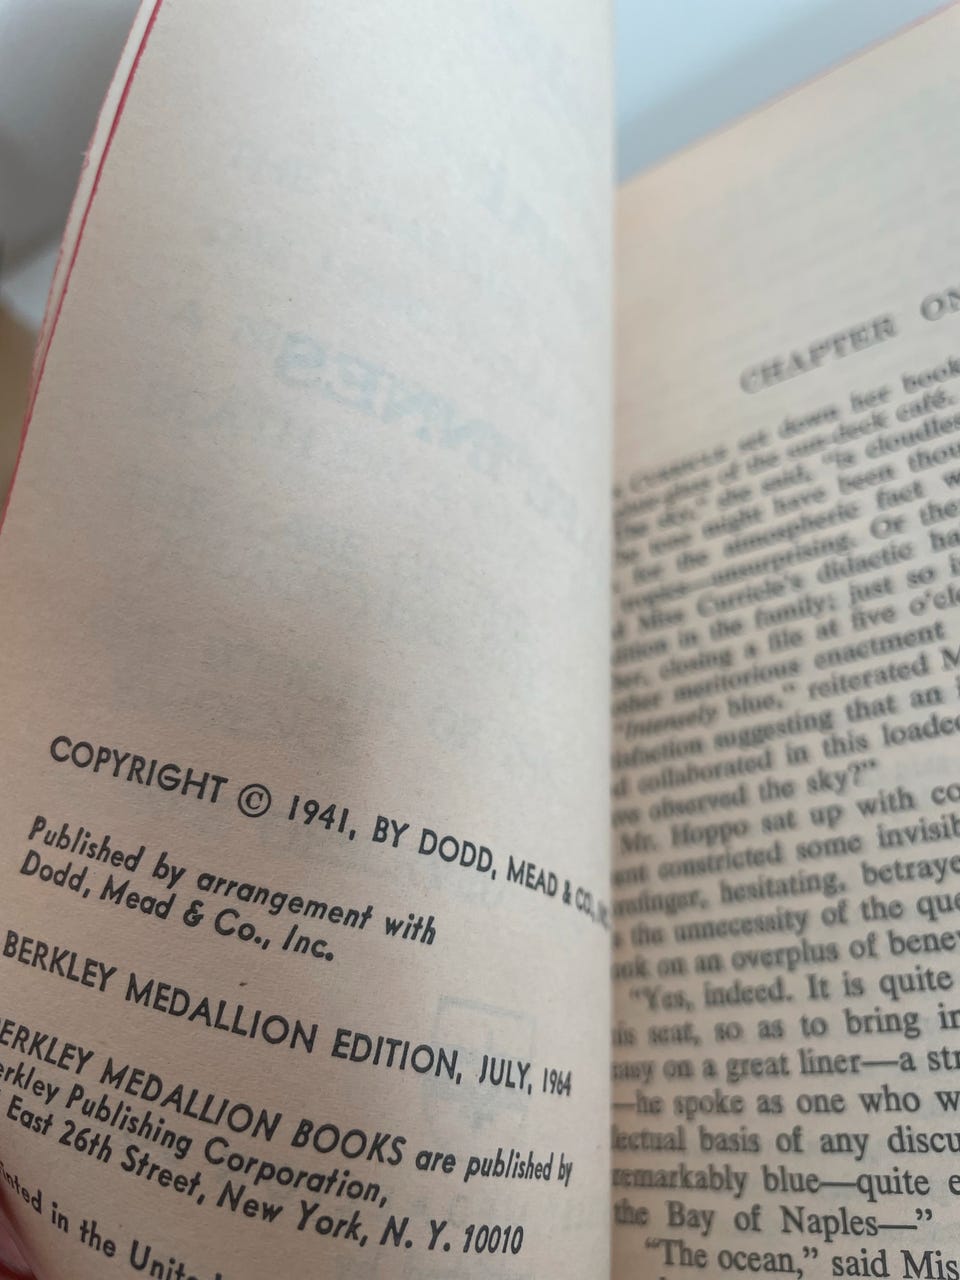 COPYRIGHT © 1941, BY DODD, MEAD & CO.,
Published by arrangement with
Dodd, Mead & Co., Inc.
BERKLEY MEDALLION EDITION, JULY, 1964
BERKLEY MEDALLION BOOKS are published by
erkley Publishing Corporation,
East 26th Street, New York, N. Y. 10010
nted in the Unit
CHAPTER ON
set down her book
of the sun-deck café.
she said, "is cloudles
might have been thou
for the atmospheric fact w
unsurprising. Or the
Miss Curricle's didactic ha
in the family; just so
closing a file at five o'cl
meritorious enactment
"Intensely blue," reiterated M
suggesting that an
collaborated in this loade
observed the sky?"
Mr. Hoppo sat up with co
constricted some invisib
hesitating, betraye
the unnecessity of the que
on an overplus of bene
"Yes, indeed. It is quite
seat, so as to bring in
on a great liner—a str
—he spoke as one who w
lectual basis of any discu
remarkably blue—quite e
the Bay of Naples—"
"The ocean," said Mis